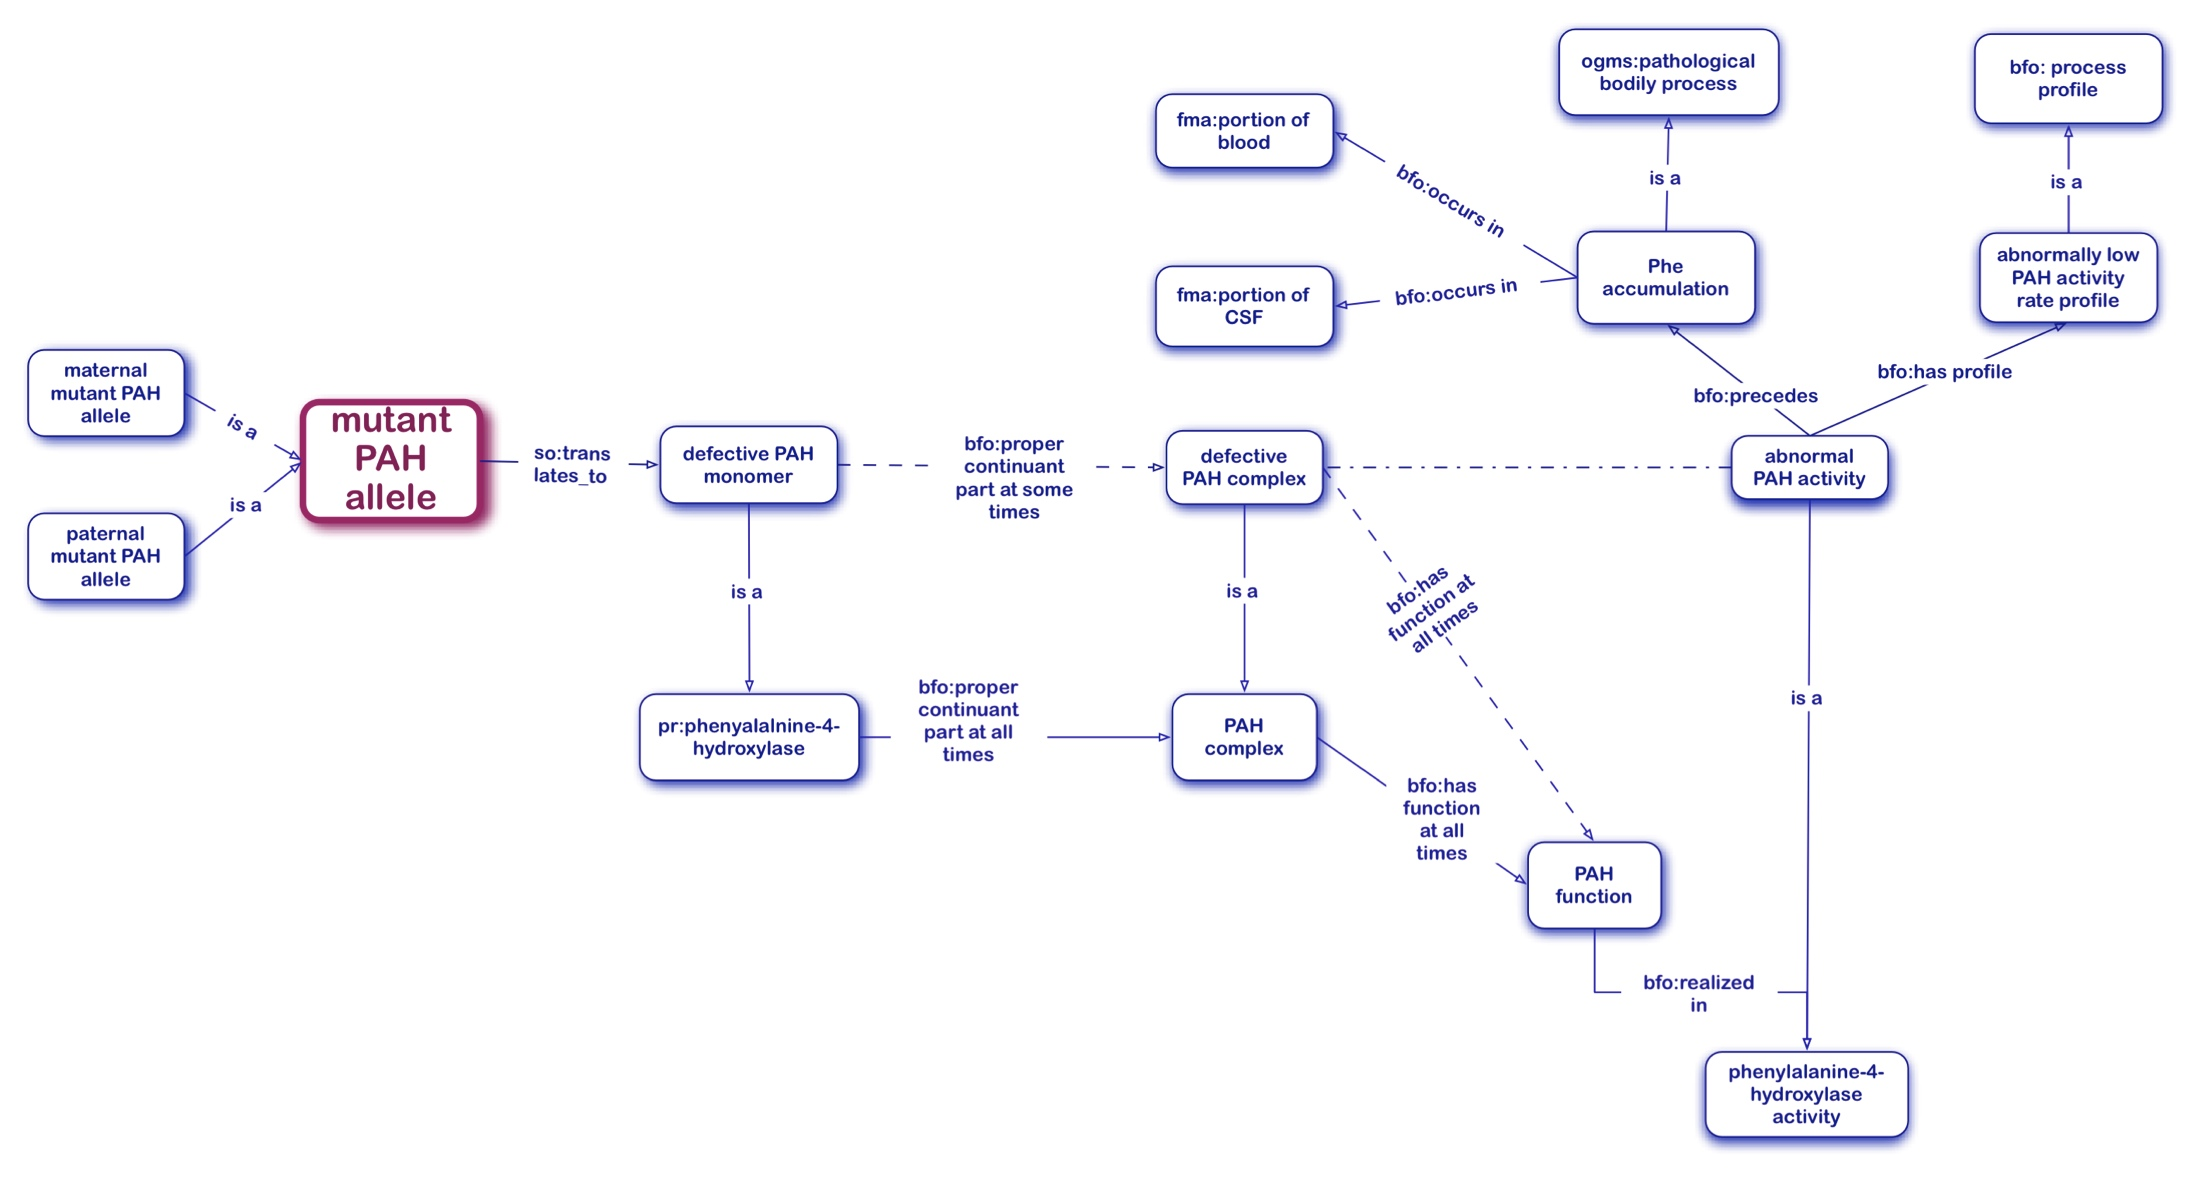 ogms:pathological
bodily process
bfo: process
profile
fma:portion of
blood
bfo:occurs in
is a
is a
fma:portion of
CSF
bfo:occurs in
Phe
accumulation
abnormally low
PAH activity
rate profile
bfo:precedes
bfo:has profile
maternal
mutant PAH
allele
is a
mutant
PAH
allele
is a
paternal
mutant PAH
allele
so:trans
lates_to
defective PAH
monomer
bfo:proper
continuant
part at some
times
defective
PAH complex
abnormal
PAH activity
is a
is a
bfo:has
function at
all times
is a
pr:phenyalalnine-4-
hydroxylase
bfo:proper
continuant
part at all
times
PAH
complex
bfo:has
function
at all
times
PAH
function
bfo:realized
in
phenylalanine-4-
hydroxylase
activity